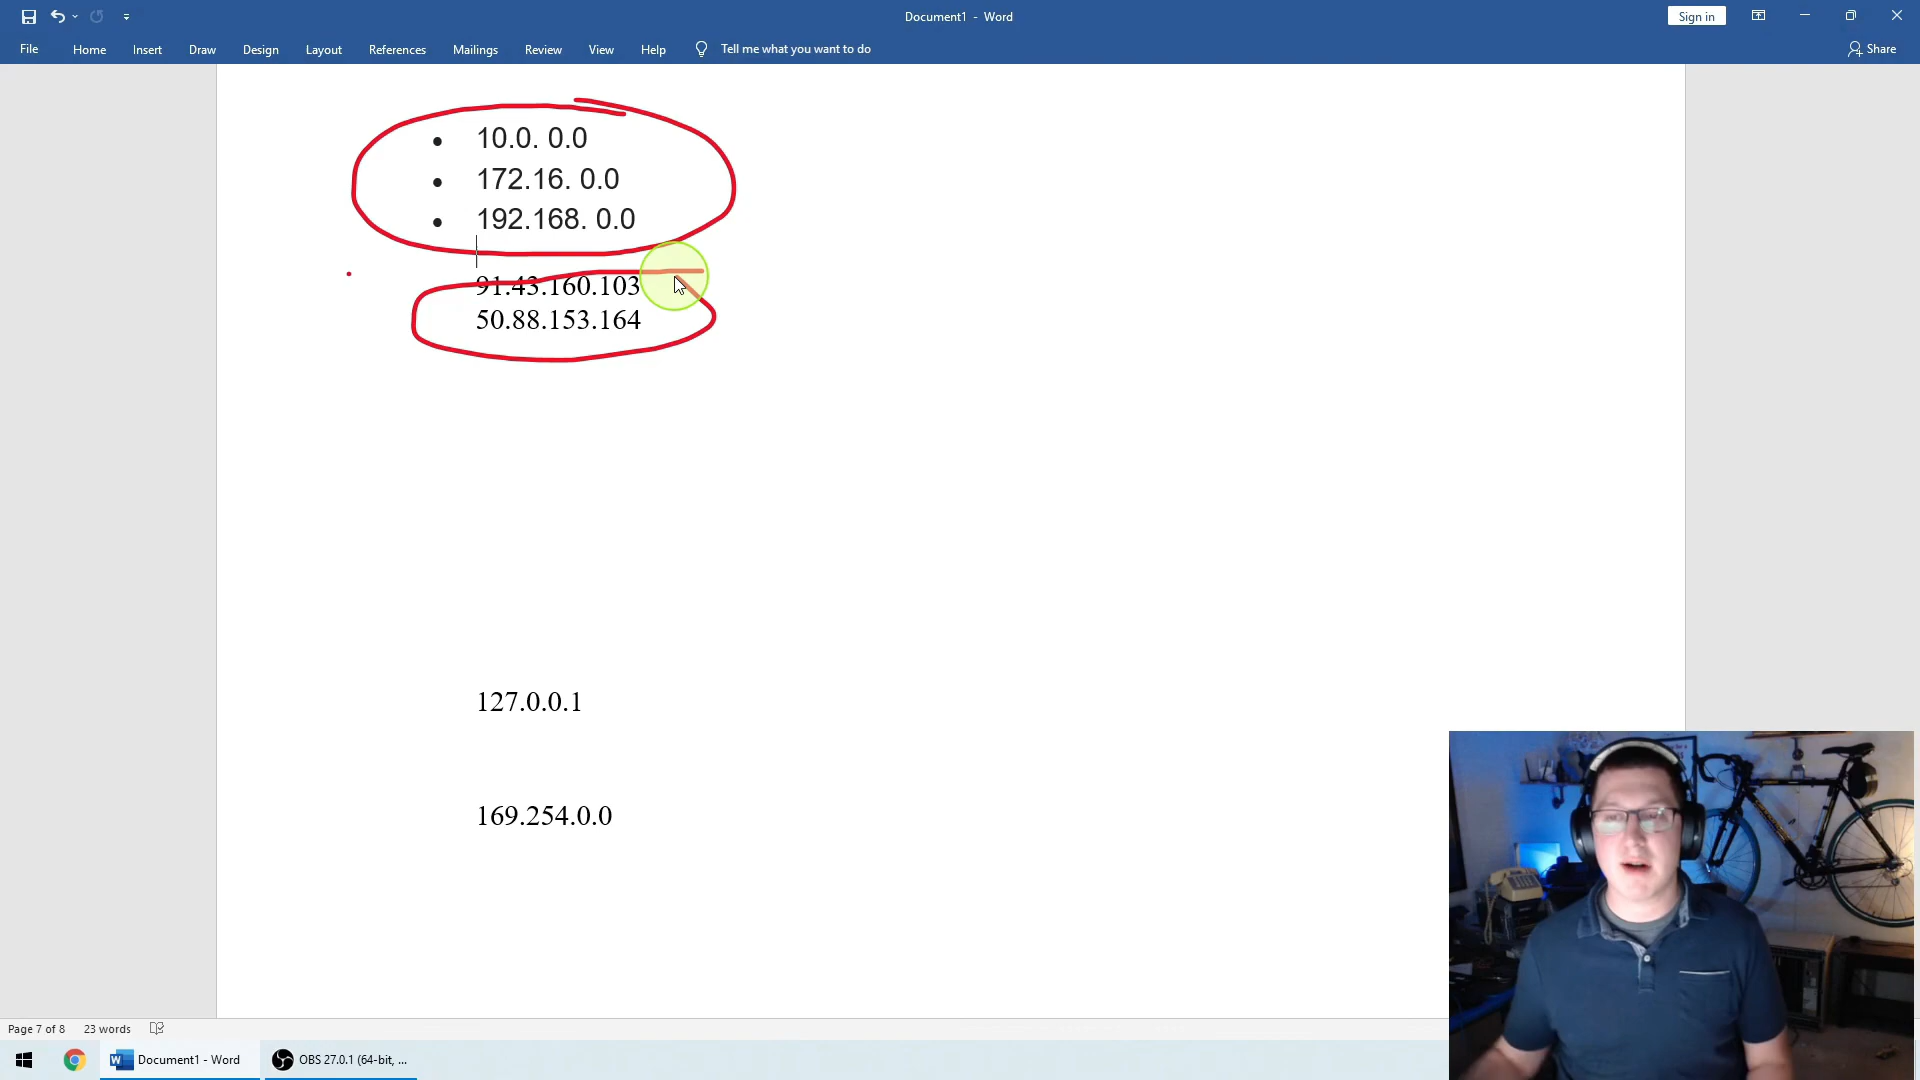 Document1 - Word
Sign in
File Home Insert Draw Design Layout References Mailings Review View Help Tell me what you want to do
Share
• 10.0. 0.0
• 172.16. 0.0
• 192.168. 0.0
91.43.160.103
50.88.153.164
127.0.0.1
169.254.0.0
Page 7 of 8 23 words
Document1 - Word
OBS 27.0.1 (64-bit, ...